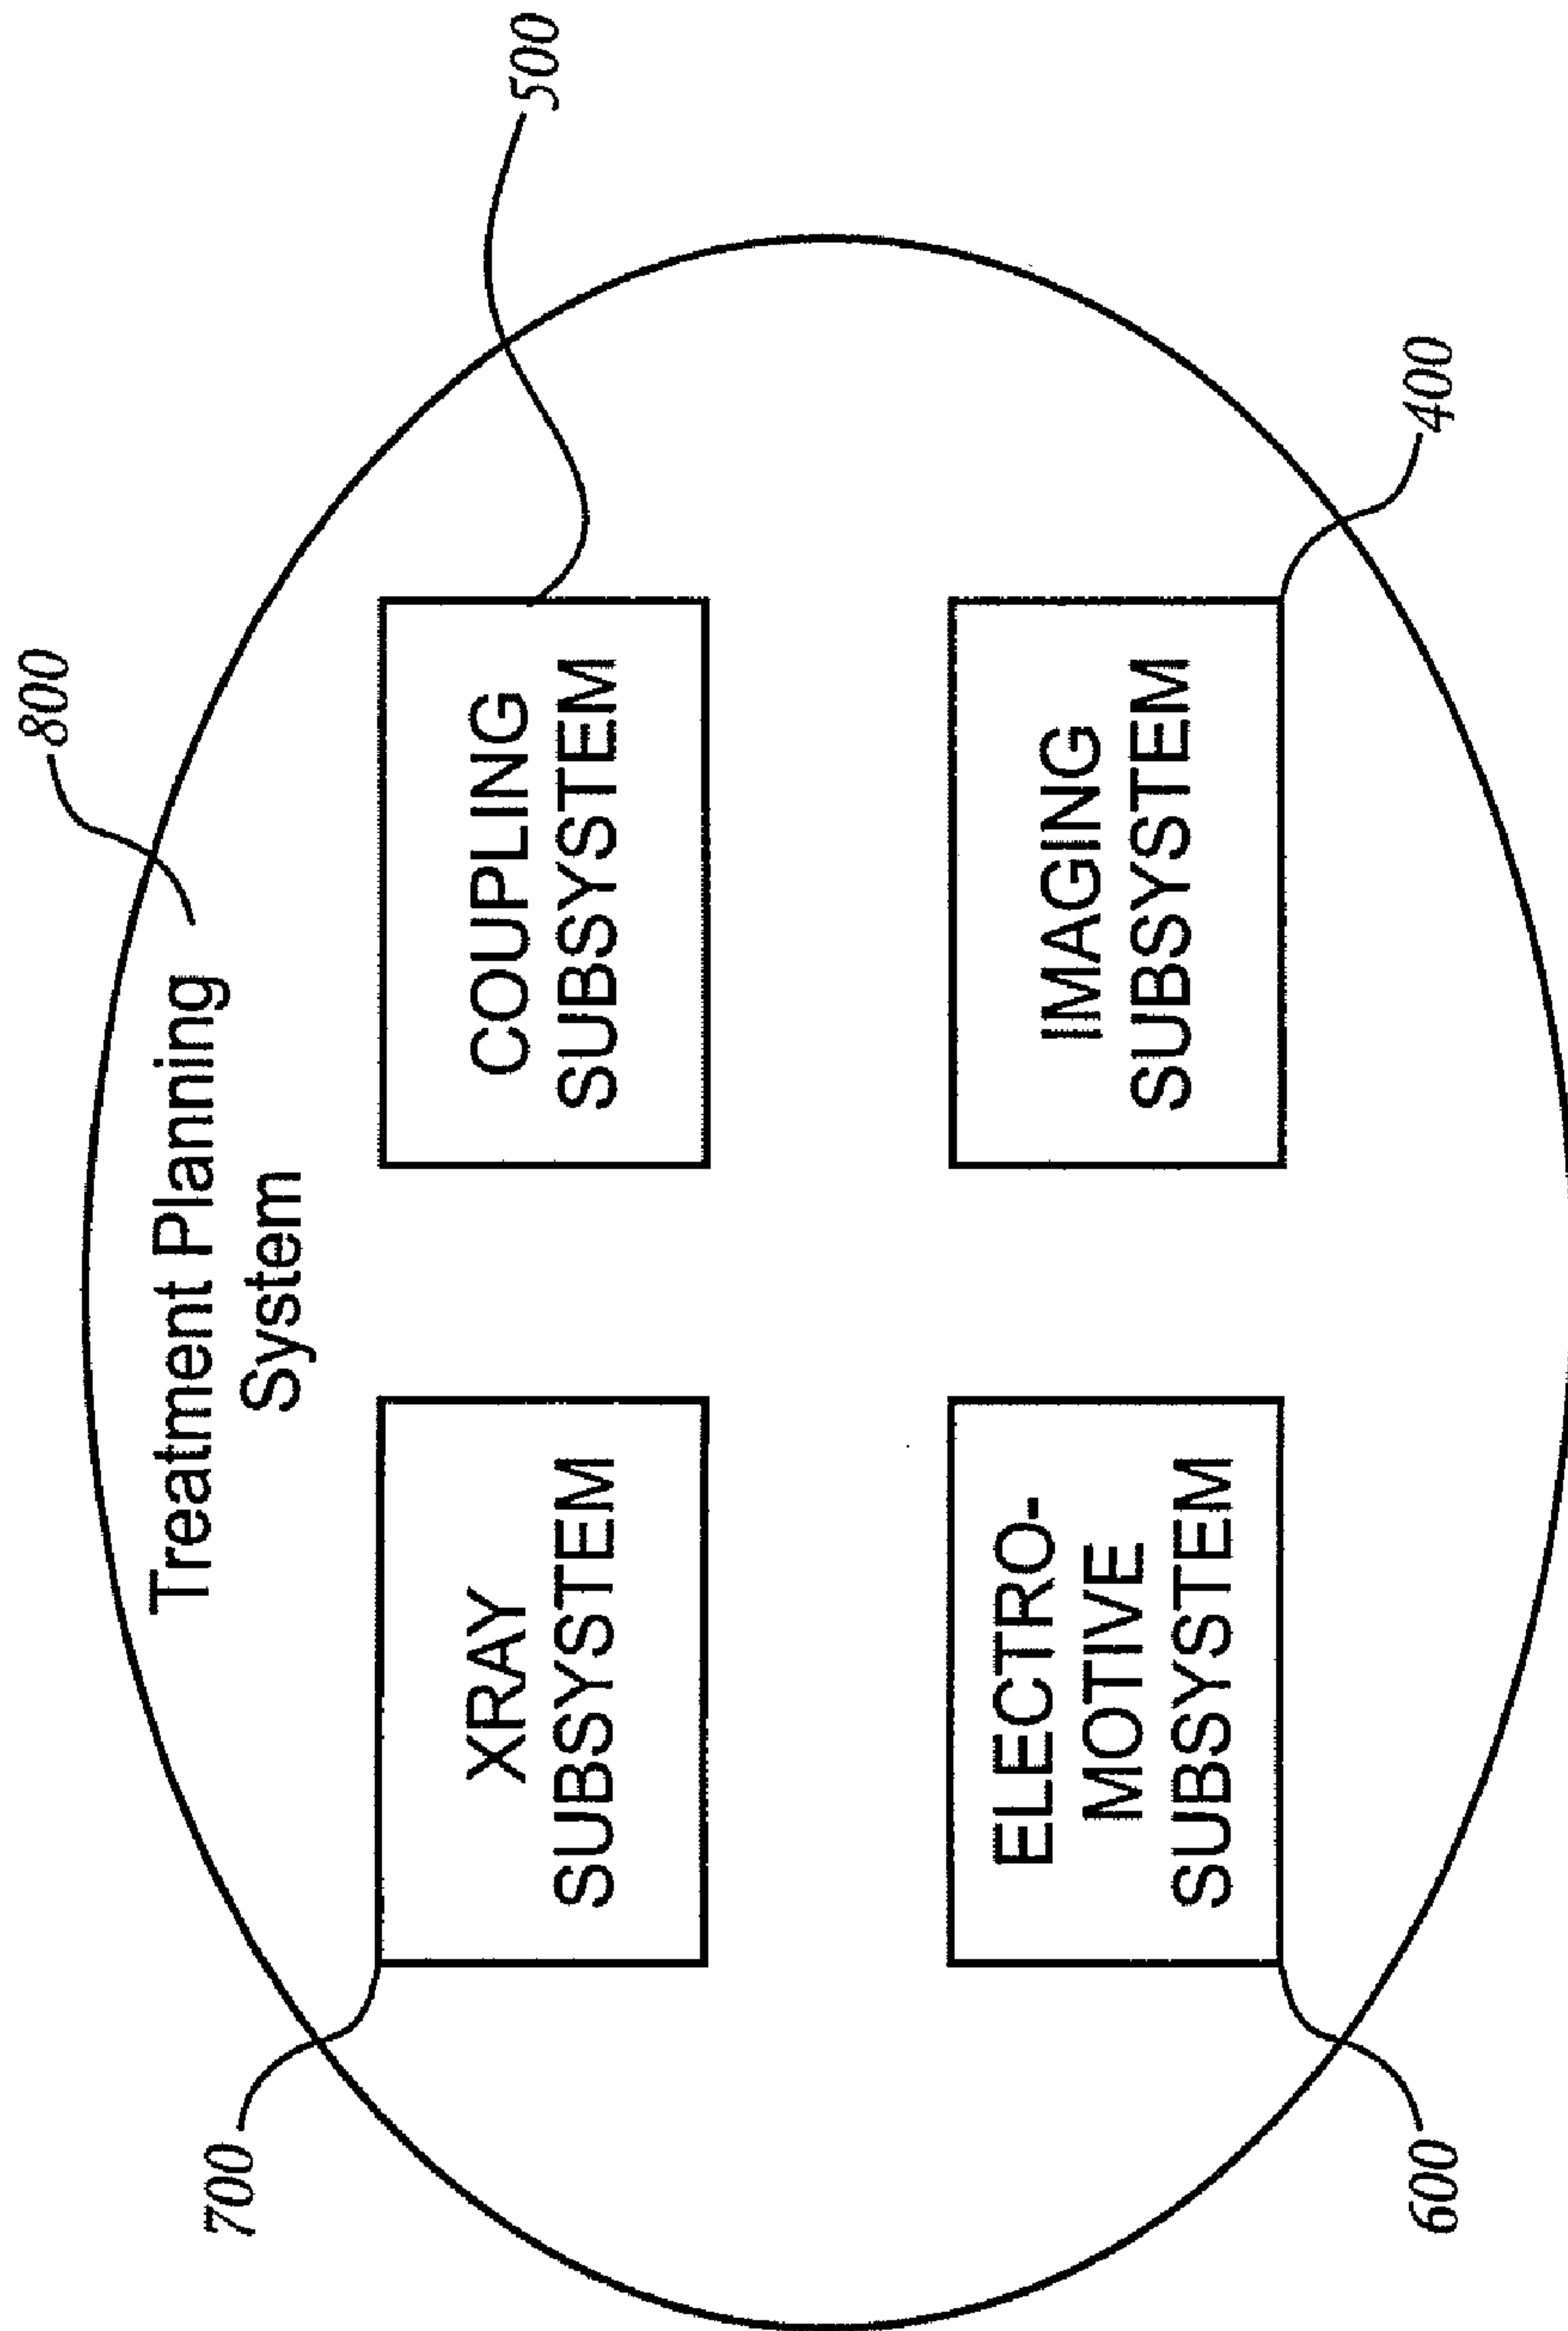 800
500
Treatment Planning
System
700
XRAY
SUBSYSTEM
COUPLING
SUBSYSTEM
ELECTRO-
MOTIVE
SUBSYSTEM
IMAGING
SUBSYSTEM
600
400